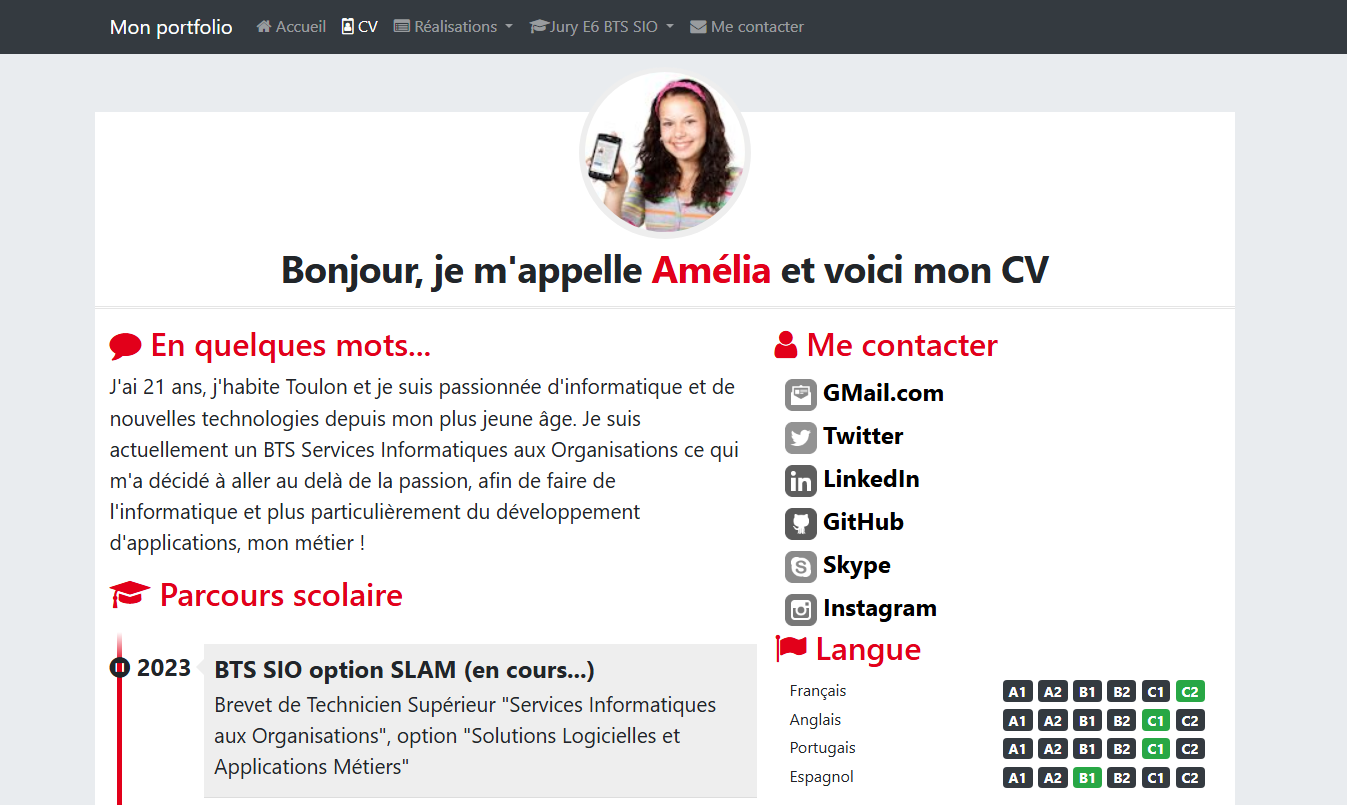 Mon portfolio Accueil CV Réalisations Jury E6 BTS SIO Me contacter
Bonjour, je m'appelle Amélia et voici mon CV
En quelques mots...
J'ai 21 ans, j'habite Toulon et je suis passionnée d'informatique et de
nouvelles technologies depuis mon plus jeune âge. Je suis
actuellement un BTS Services Informatiques aux Organisations ce qui
m'a décidé à aller au delà de la passion, afin de faire de
l'informatique et plus particulièrement du développement
d'applications, mon métier !
Parcours scolaire
2023
BTS SIO option SLAM (en cours...)
Brevet de Technicien Supérieur "Services Informatiques
aux Organisations", option "Solutions Logicielles et
Applications Métiers"
Me contacter
GMail.com
Twitter
LinkedIn
GitHub
Skype
Instagram
Langue
Français A1 A2 B1 B2 C1 C2
Anglais A1 A2 B1 B2 C1 C2
Portugais A1 A2 B1 B2 C1 C2
Espagnol A1 A2 B1 B2 C1 C2